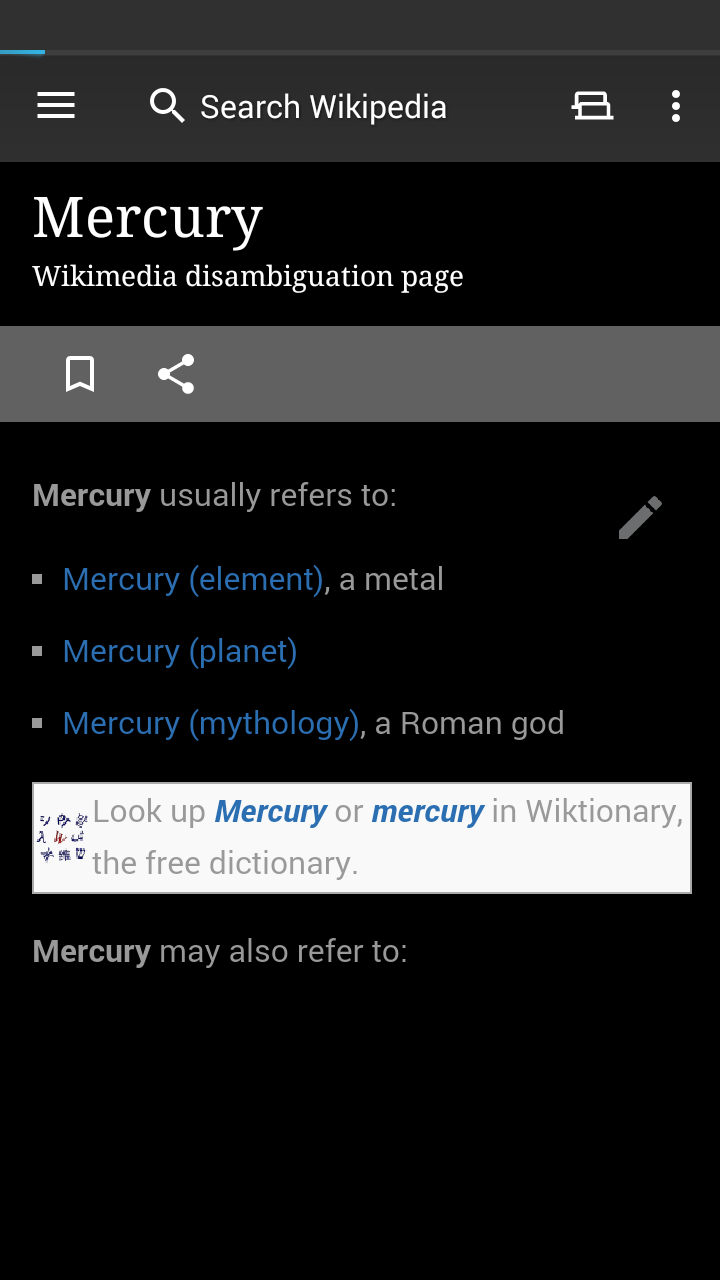 Search Wikipedia
Mercury
Wikimedia disambiguation page
Mercury usually refers to:
Mercury (element), a metal
Mercury (planet)
Mercury (mythology), a Roman god
Look up Mercury or mercury in Wiktionary,
the free dictionary.
Mercury may also refer to: